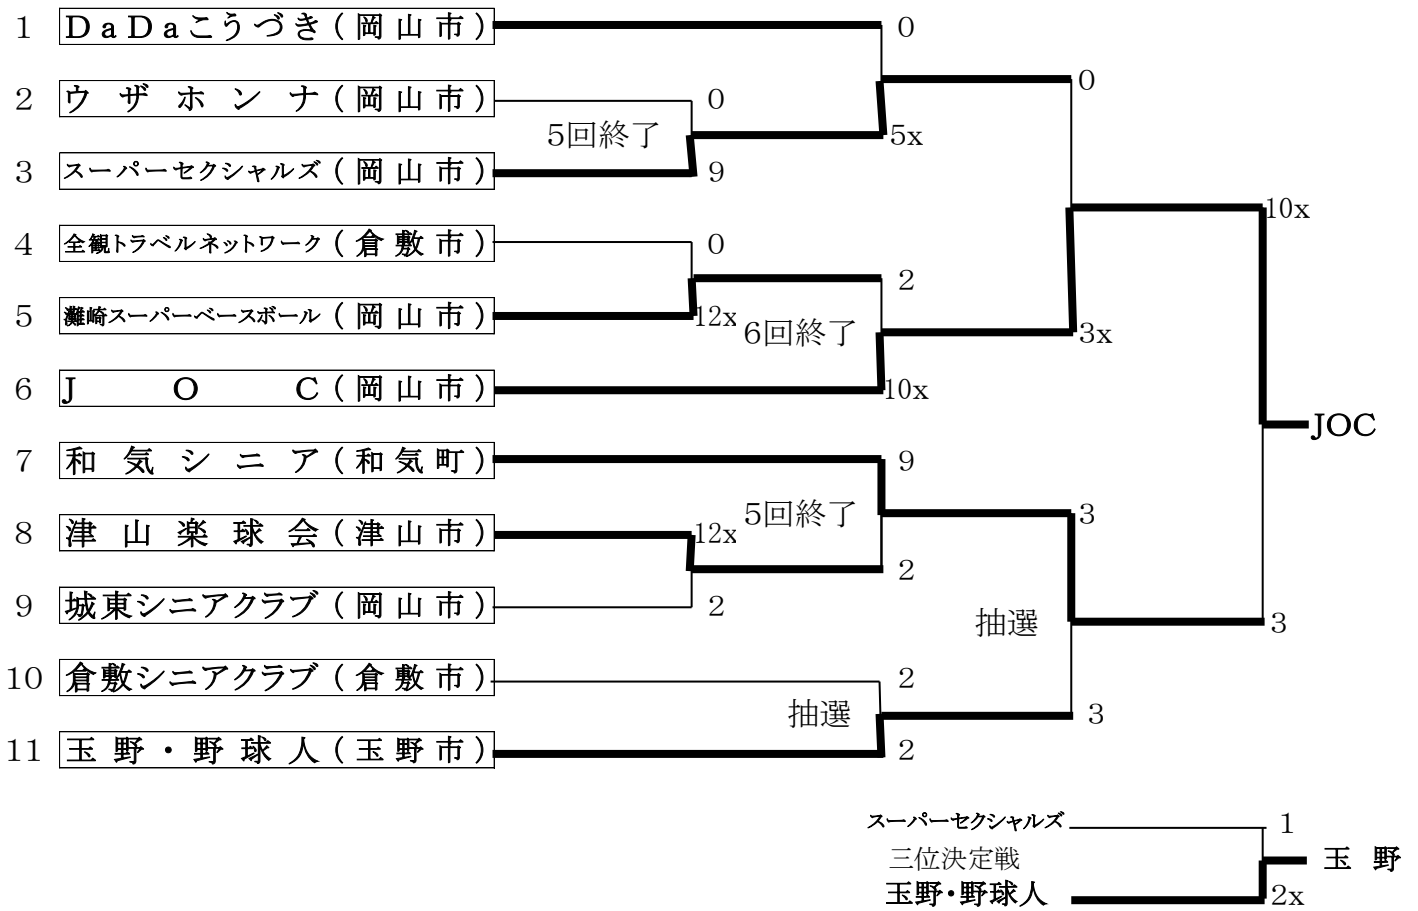 1 DaDaこうづき(岡山市) 0
0
2 ウザホンナ(岡山市) 0
5回終了 5x
3 スーパーセクシャルズ(岡山市) 9
10x
4 全観トラベルネットワーク(倉敷市) 0
2
5 灘崎スーパーベースボール(岡山市) 12x
6回終了 3x
6 JOC(岡山市) 10x
JOC
7 和気シニア(和気町) 9
5回終了 3
8 津山楽球会(津山市) 12x
2
9 城東シニアクラブ(岡山市) 2
抽選 3
10 倉敷シニアクラブ(倉敷市) 2
抽選 3
11 玉野・野球人(玉野市) 2
スーパーセクシャルズ 1
三位決定戦 玉野
玉野・野球人 2x